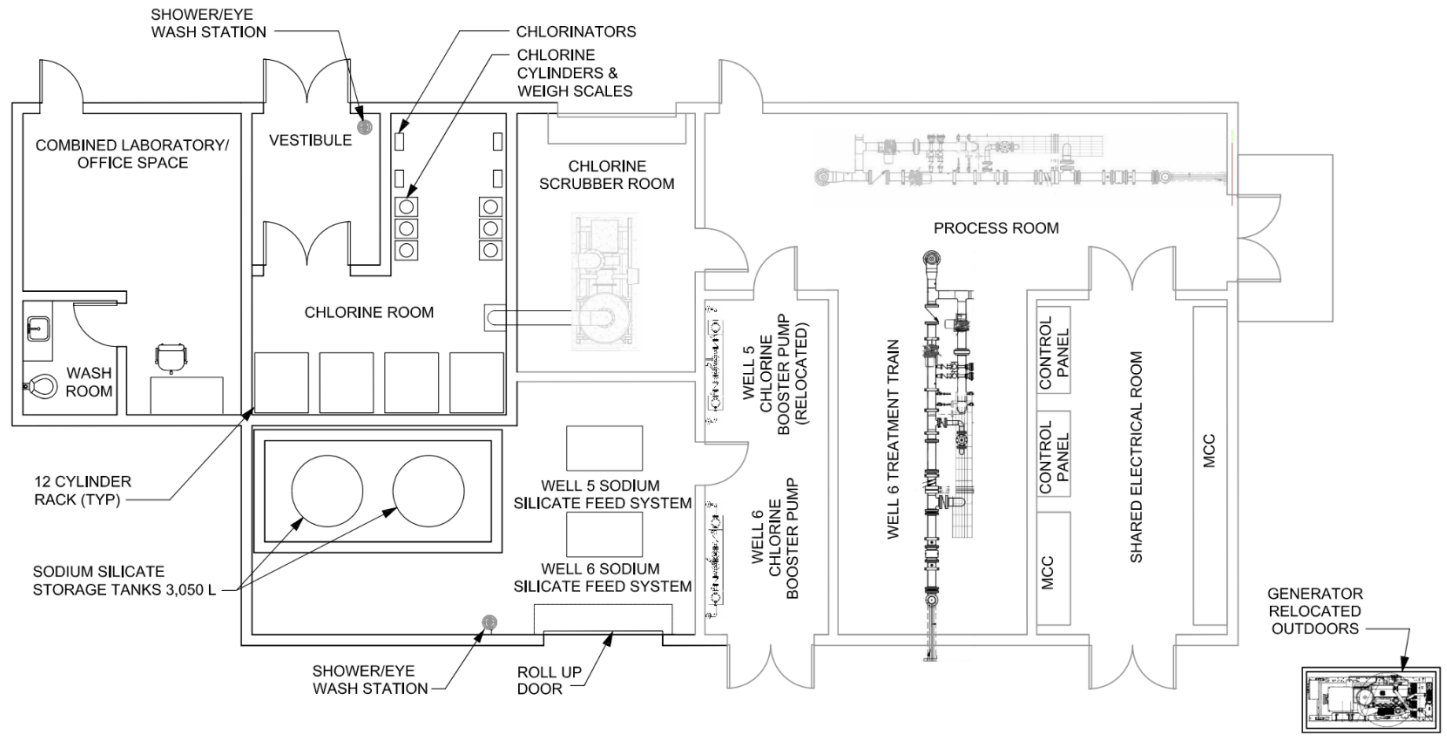 SHOWER/EYE
WASH STATION
CHLORINATORS
CHLORINE
CYLINDERS &
WEIGH SCALES
COMBINED LABORATORY/
OFFICE SPACE
VESTIBULE
CHLORINE
SCRUBBER ROOM
PROCESS ROOM
CHLORINE ROOM
WASH
ROOM
WELL 5
CHLORINE
BOOSTER PUMP
(RELOCATED)
WELL 6 TREATMENT TRAIN
CONTROL
PANEL
CONTROL
PANEL
MCC
SHARED ELECTRICAL ROOM
MCC
12 CYLINDER
RACK (TYP)
WELL 5 SODIUM
SILICATE FEED SYSTEM
WELL 6 SODIUM
SILICATE FEED SYSTEM
WELL 6
CHLORINE
BOOSTER PUMP
SODIUM SILICATE
STORAGE TANKS 3,050 L
GENERATOR
RELOCATED
OUTDOORS
SHOWER/EYE
WASH STATION
ROLL UP
DOOR